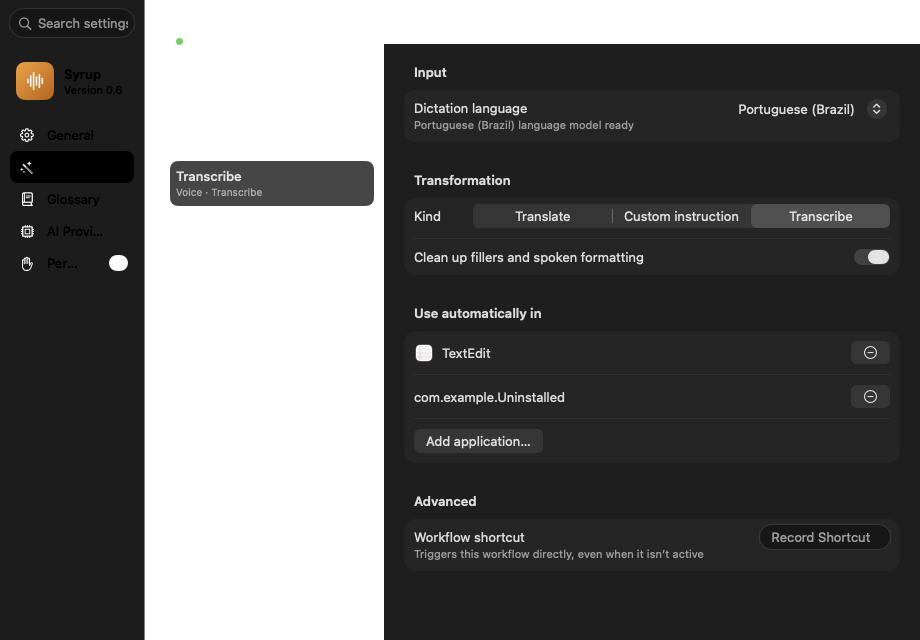 Search settings
Syrup
Version 0.6
General
Glossary
AI Provi...
Per...
Transcribe
Voice · Transcribe
Input
Dictation language
Portuguese (Brazil)
Portuguese (Brazil) language model ready
Transformation
Kind
Translate
Custom instruction
Transcribe
Clean up fillers and spoken formatting
Use automatically in
TextEdit
com.example.Uninstalled
Add application...
Advanced
Workflow shortcut
Record Shortcut
Triggers this workflow directly, even when it isn’t active